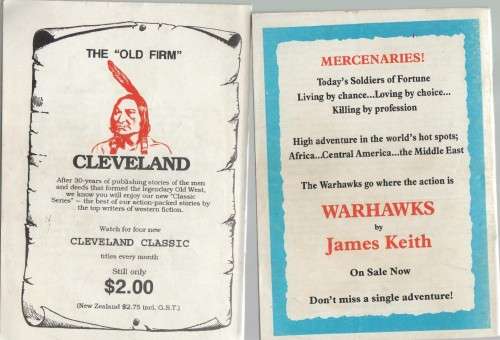 THE "OLD FIRM"
CLEVELAND
After 30-years of publishing stories of the men
and deeds that formed the legendary Old West,
we know you will enjoy our new "Classic
Series" – the best of our action-packed stories by
the top writers of western fiction.
Watch for four new
CLEVELAND CLASSIC
titles every month
Still only
$2.00
(New Zealand $2.75 incl. G.S.T.)
MERCENARIES!
Today's Soldiers of Fortune
Living by chance...Loving by choice...
Killing by profession
High adventure in the world's hot spots;
Africa...Central America...the Middle East
The Warhawks go where the action is
WARHAWKS
by
James Keith
On Sale Now
Don't miss a single adventure!